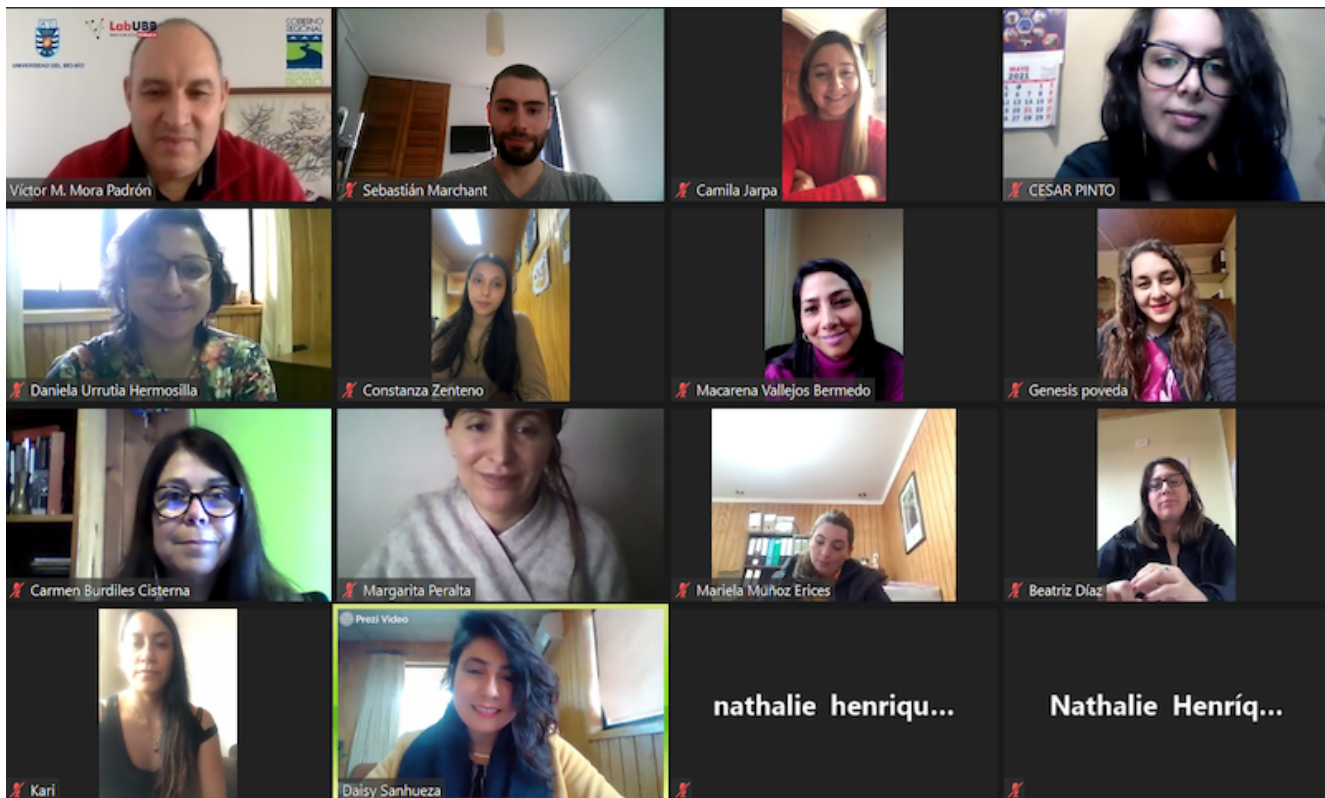 UNIVERSIDAD DEL BÍO-BÍO
LabUBB
GOBIERNO
REGIONAL
Víctor M. Mora Padrón
Sebastián Marchant
Camila Jarpa
MAYO
2021
CESAR PINTO
Daniela Urrutia Hermosilla
Constanza Zenteno
Macarena Vallejos Bermedo
Genesis poveda
Carmen Burdiles Cisterna
Margarita Peralta
Mariela Muñoz Erices
Beatriz Díaz
Kari
Prezi Video
Daisy Sanhueza
nathalie henriqu...
Nathalie Henríq...